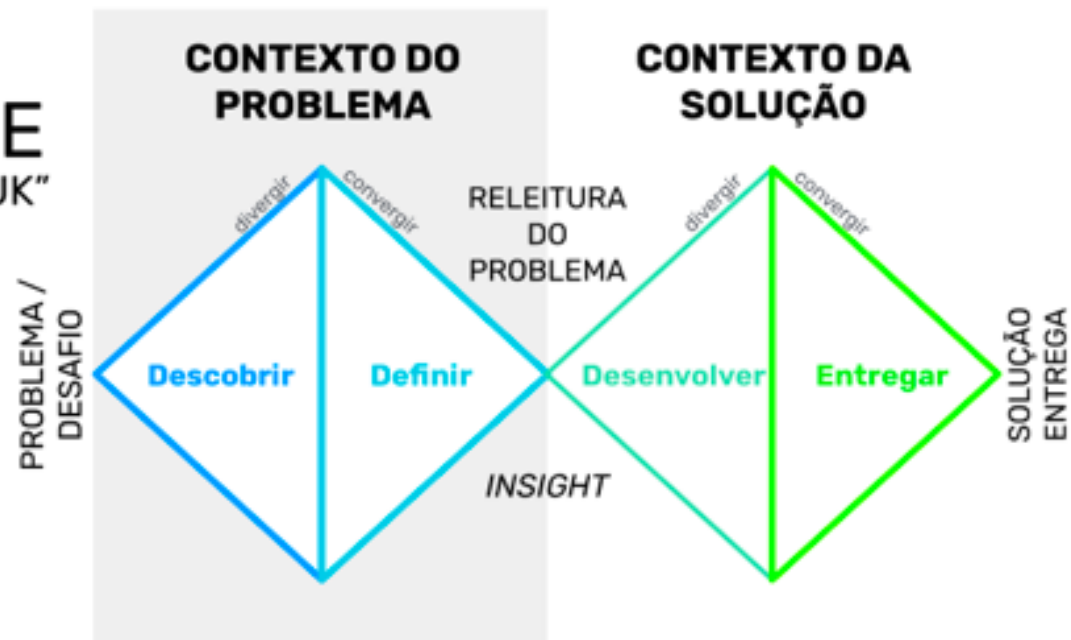 CONTEXTO DO
PROBLEMA
CONTEXTO DA
SOLUÇÃO
E
UK”
divergir
convergir
RELEITURA
DO
PROBLEMA
divergir
convergir
PROBLEMA /
DESAFIO
Descobrir
Definir
Desenvolver
Entregar
SOLUÇÃO
ENTREGA
INSIGHT